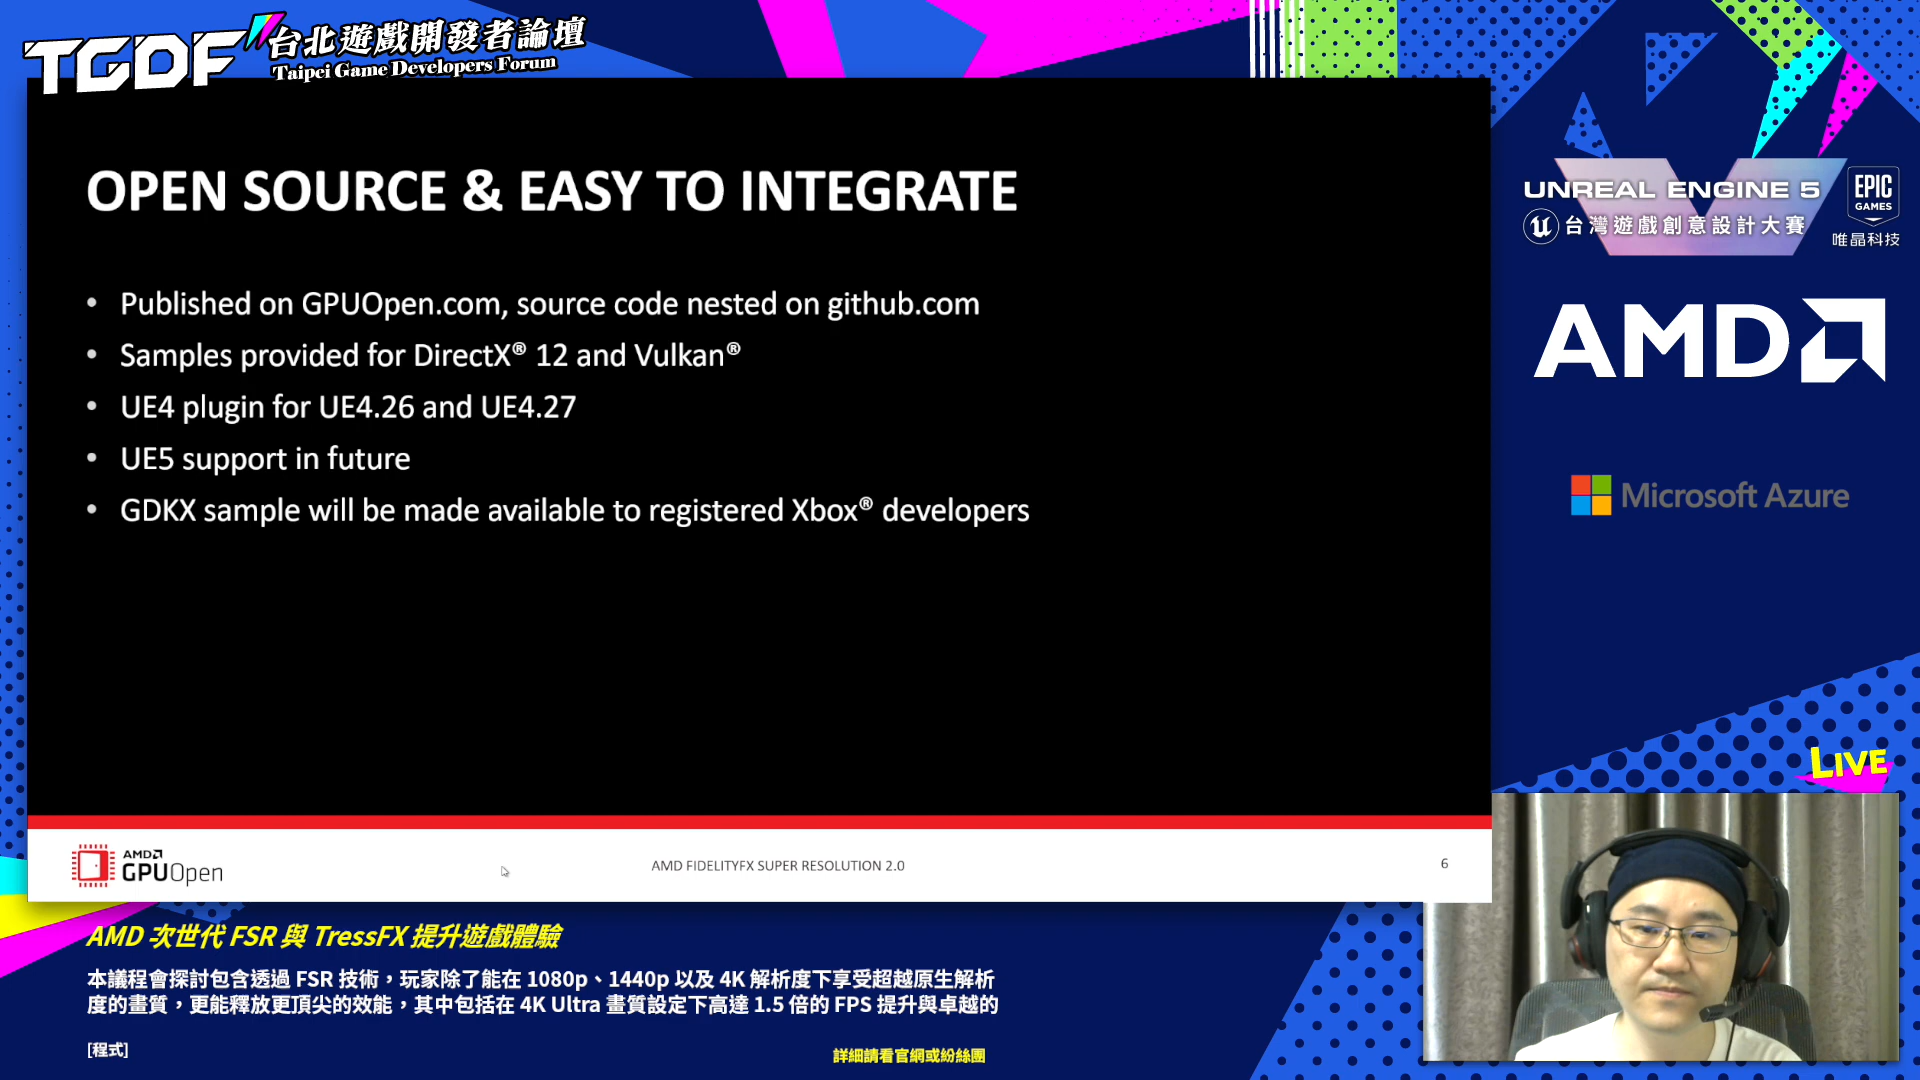 TGDF 台北遊戲開發者論壇
Taipei Game Developers Forum
OPEN SOURCE & EASY TO INTEGRATE
• Published on GPUOpen.com, source code nested on github.com
• Samples provided for DirectX® 12 and Vulkan®
• UE4 plugin for UE4.26 and UE4.27
• UE5 support in future
• GDKX sample will be made available to registered Xbox® developers
AMD
GPUOpen
AMD FIDELITYFX SUPER RESOLUTION 2.0
6
UNREAL ENGINE 5
台灣遊戲創意設計大賽
EPIC
GAMES
唯晶科技
AMD
Microsoft Azure
LIVE
AMD 次世代 FSR 與 TressFX 提升遊戲體驗
本議程會探討包含透過 FSR 技術，玩家除了能在 1080p、1440p 以及 4K 解析度下享受超越原生解析
度的畫質，更能釋放更頂尖的效能，其中包括在 4K Ultra 畫質設定下高達 1.5 倍的 FPS 提升與卓越的
[程式]
詳細請看官網或紛絲團